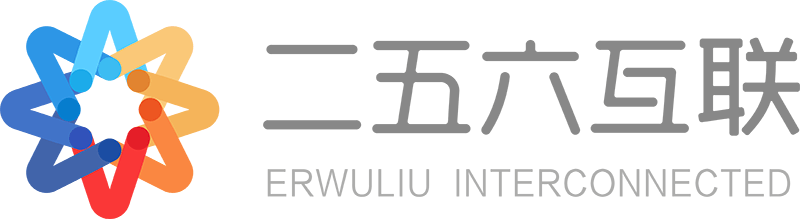 二五六互联
ERWULIU INTERCONNECTED